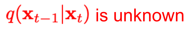 q(x_{t−1}|x_t) is unknown